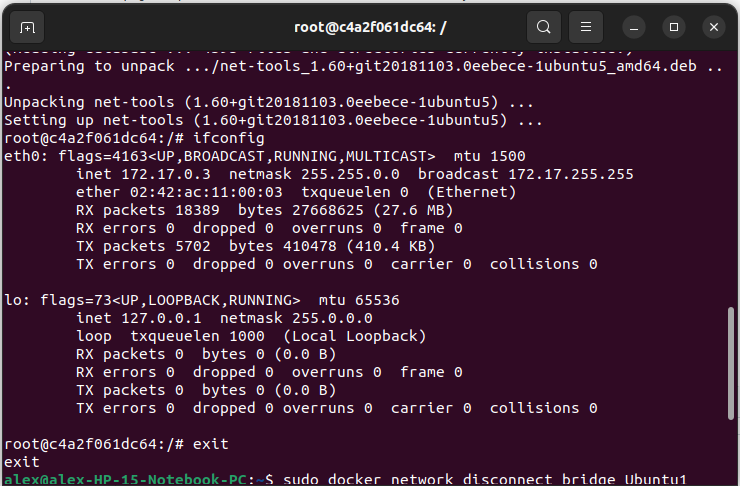 root@c4a2f061dc64: /
Preparing to unpack .../net-tools_1.60+git20181103.0eebece-1ubuntu5_amd64.deb ..
.
Unpacking net-tools (1.60+git20181103.0eebece-1ubuntu5) ...
Setting up net-tools (1.60+git20181103.0eebece-1ubuntu5) ...
root@c4a2f061dc64:/# ifconfig
eth0: flags=4163<UP,BROADCAST,RUNNING,MULTICAST>  mtu 1500
        inet 172.17.0.3  netmask 255.255.0.0  broadcast 172.17.255.255
        ether 02:42:ac:11:00:03  txqueuelen 0  (Ethernet)
        RX packets 18389  bytes 27668625 (27.6 MB)
        RX errors 0  dropped 0  overruns 0  frame 0
        TX packets 5702  bytes 410478 (410.4 KB)
        TX errors 0  dropped 0 overruns 0  carrier 0  collisions 0
lo: flags=73<UP,LOOPBACK,RUNNING>  mtu 65536
        inet 127.0.0.1  netmask 255.0.0.0
        loop  txqueuelen 1000  (Local Loopback)
        RX packets 0  bytes 0 (0.0 B)
        RX errors 0  dropped 0  overruns 0  frame 0
        TX packets 0  bytes 0 (0.0 B)
        TX errors 0  dropped 0 overruns 0  carrier 0  collisions 0
root@c4a2f061dc64:/# exit
exit
alex@alex-HP-15-Notebook-PC:~$ sudo docker network disconnect bridge Ubuntu1